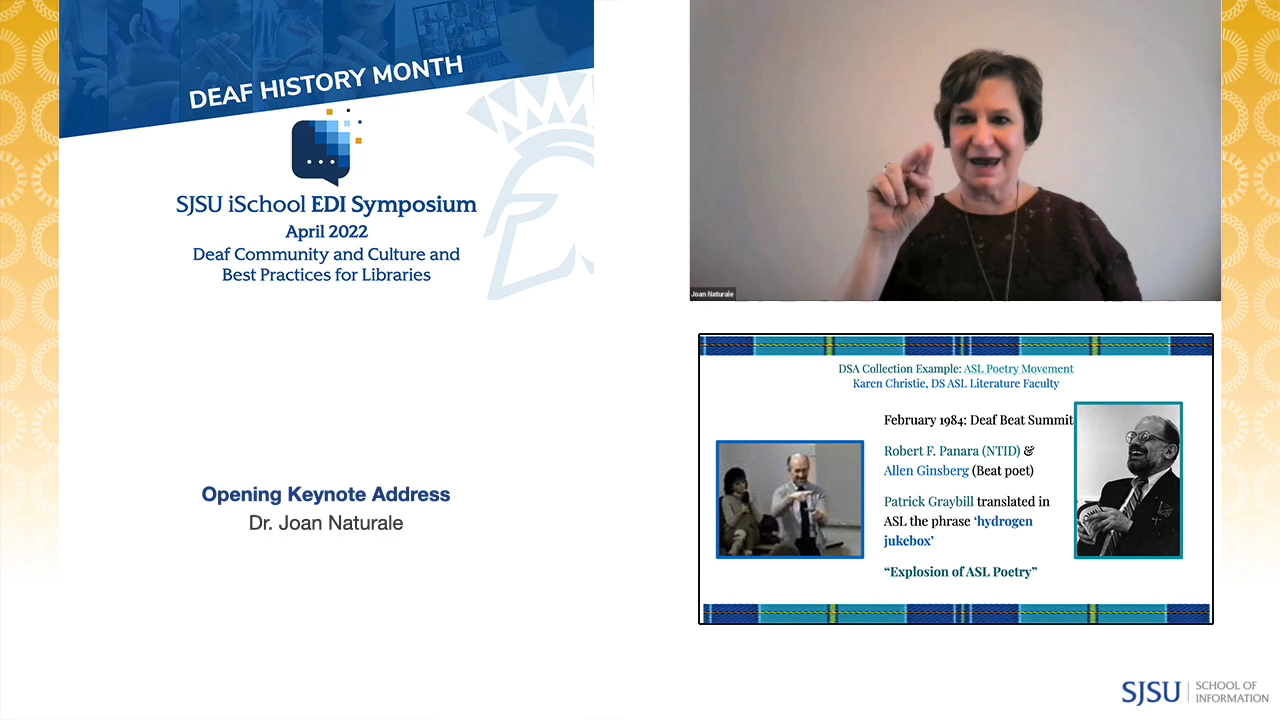 DEAF HISTORY MONTH
SJSU iSchool EDI Symposium
April 2022
Deaf Community and Culture and
Best Practices for Libraries
Opening Keynote Address
Dr. Joan Naturale
Joan Naturale
DSA Collection Example: ASL Poetry Movement
Karen Christie, DS ASL Literature Faculty
February 1984: Deaf Beat Summit
Robert F. Panara (NTID) &
Allen Ginsberg (Beat poet)
Patrick Graybill translated in
ASL the phrase ‘hydrogen
jukebox’
“Explosion of ASL Poetry”
SJSU | SCHOOL OF
INFORMATION